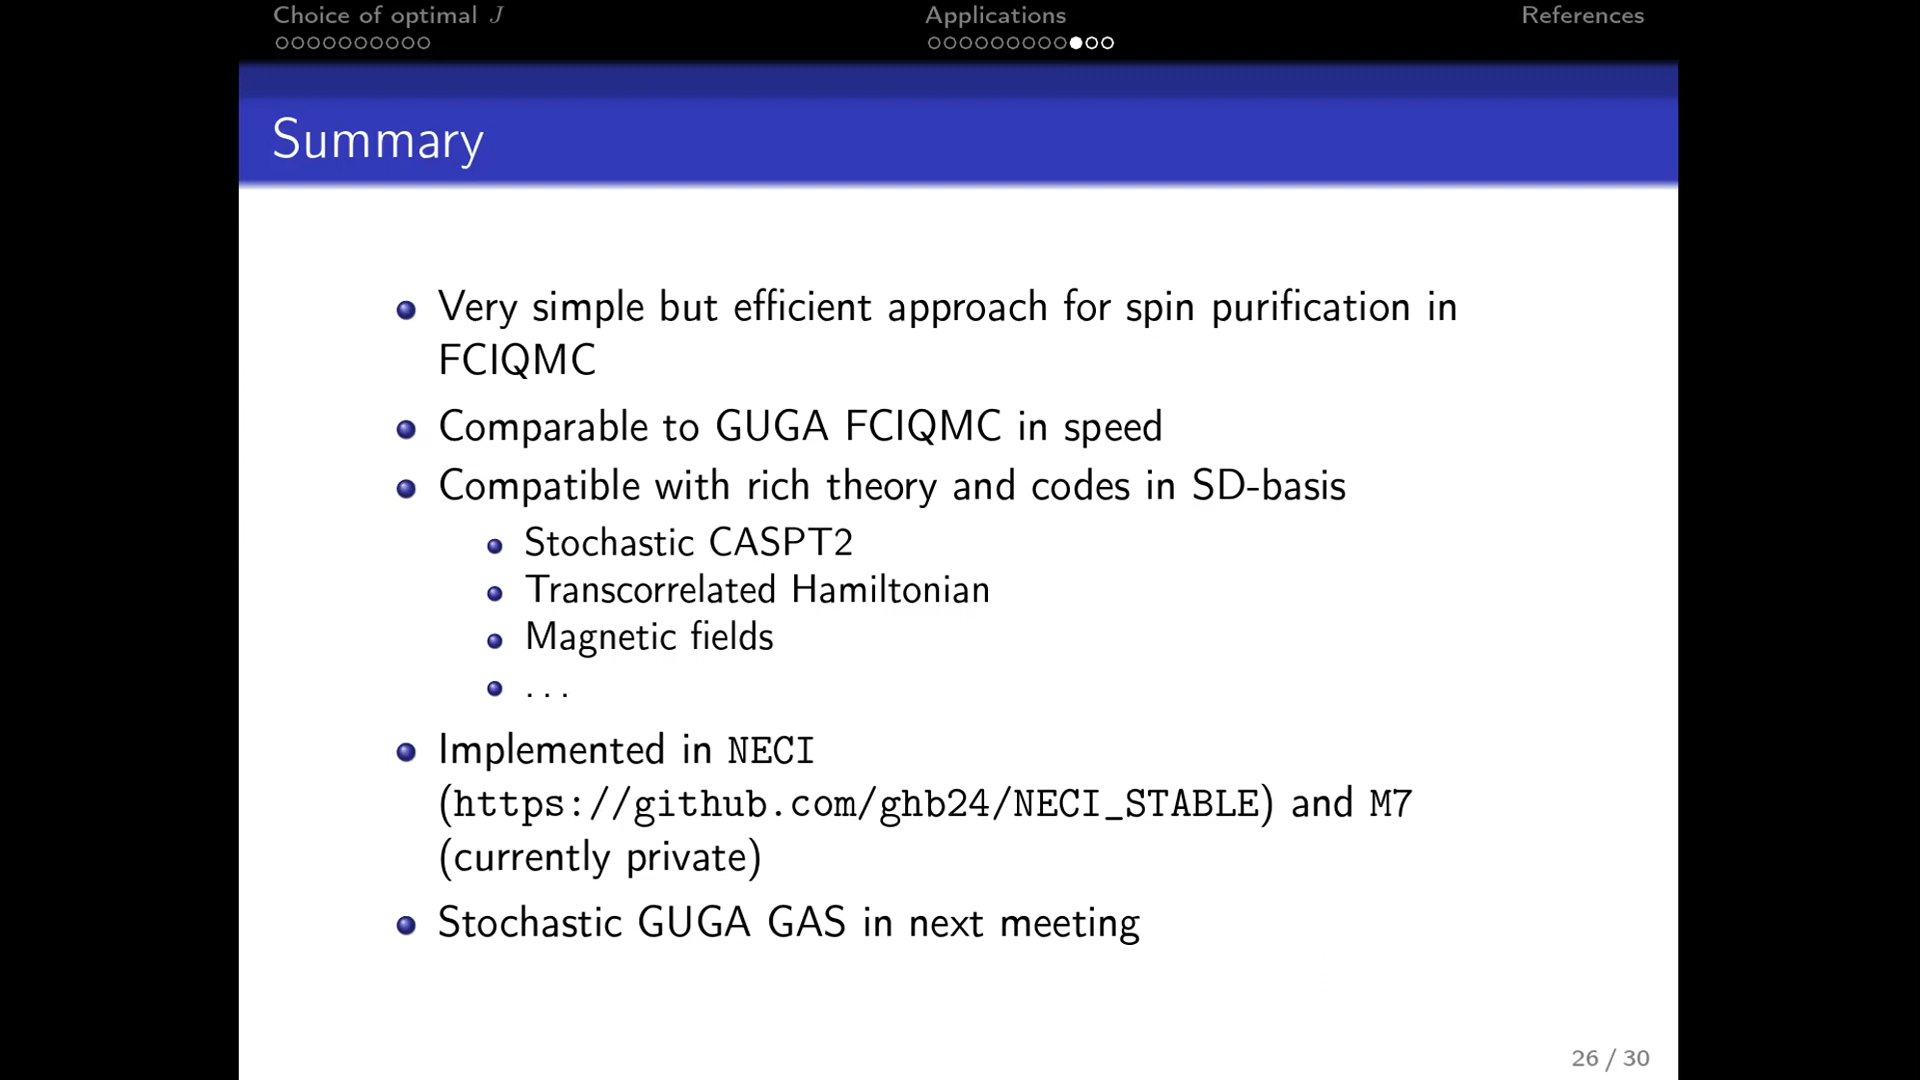 Choice of optimal J
Applications
References
Summary
Very simple but efficient approach for spin purification in
FCIQMC
Comparable to GUGA FCIQMC in speed
Compatible with rich theory and codes in SD-basis
Stochastic CASPT2
Transcorrelated Hamiltonian
Magnetic fields
...
Implemented in NECI
(https://github.com/ghb24/NECI_STABLE) and M7
(currently private)
Stochastic GUGA GAS in next meeting
26 / 30